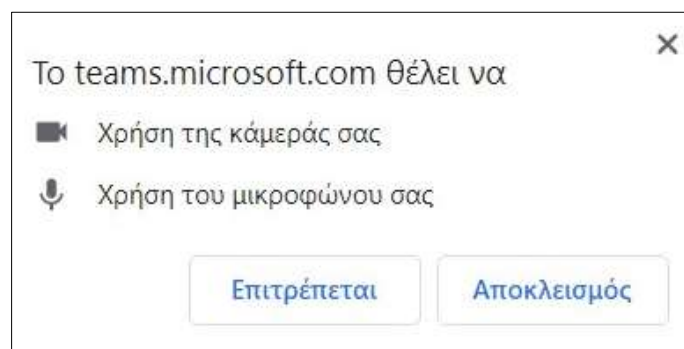 Το teams.microsoft.com θέλει να
Χρήση της κάμεράς σας
Χρήση του μικροφώνου σας
Επιτρέπεται Αποκλεισμός